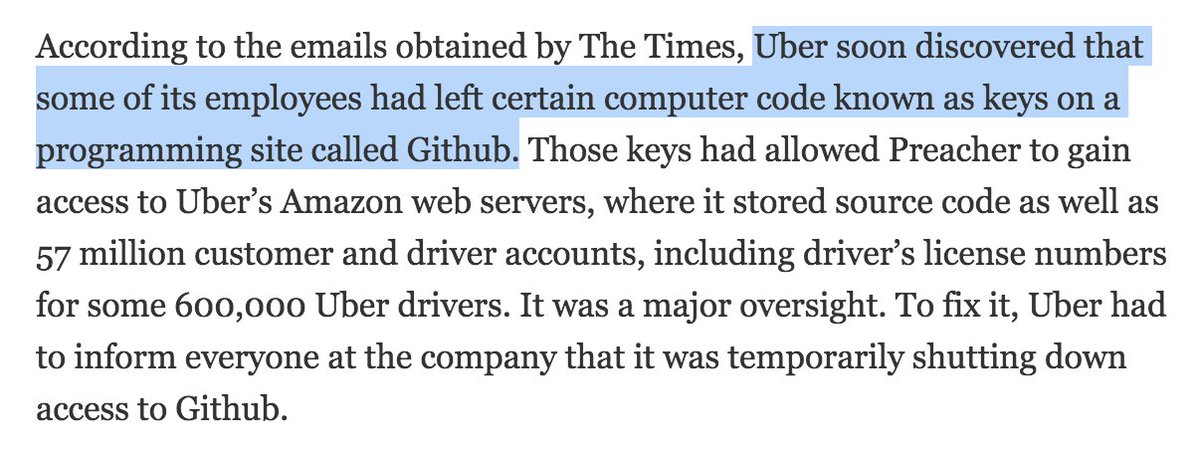 According to the emails obtained by The Times, Uber soon discovered that
some of its employees had left certain computer code known as keys on a
programming site called Github. Those keys had allowed Preacher to gain
access to Uber’s Amazon web servers, where it stored source code as well as
57 million customer and driver accounts, including driver’s license numbers
for some 600,000 Uber drivers. It was a major oversight. To fix it, Uber had
to inform everyone at the company that it was temporarily shutting down
access to Github.